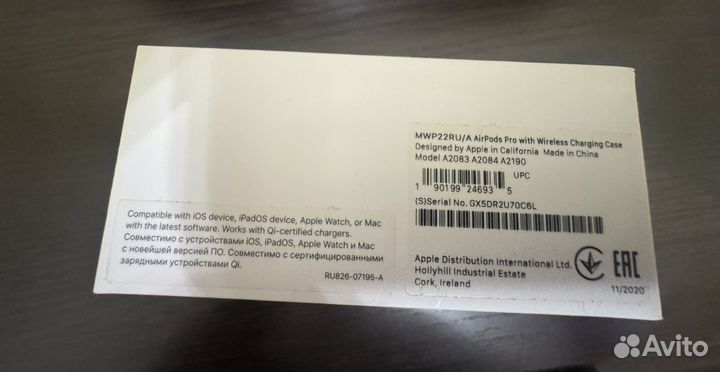 MWP22RU/A AirPods Pro with Wireless Charging Case
Designed by Apple in California Made in China
Model A2083 A2084 A2190
UPC
1 90199 24693 5
(S)Serial No. GX5DR2U70C6L
Apple Distribution International Ltd.
Hollyhill Industrial Estate
Cork, Ireland
EAC
11/2020
Compatible with iOS device, iPadOS device, Apple Watch, or Mac
with the latest software. Works with Qi-certified chargers.
Совместимо с устройствами iOS, iPadOS, Apple Watch и Mac
с новейшей версией ПО. Совместимо с сертифицированными
зарядными устройствами Qi.
RU826-07195-A
Avito